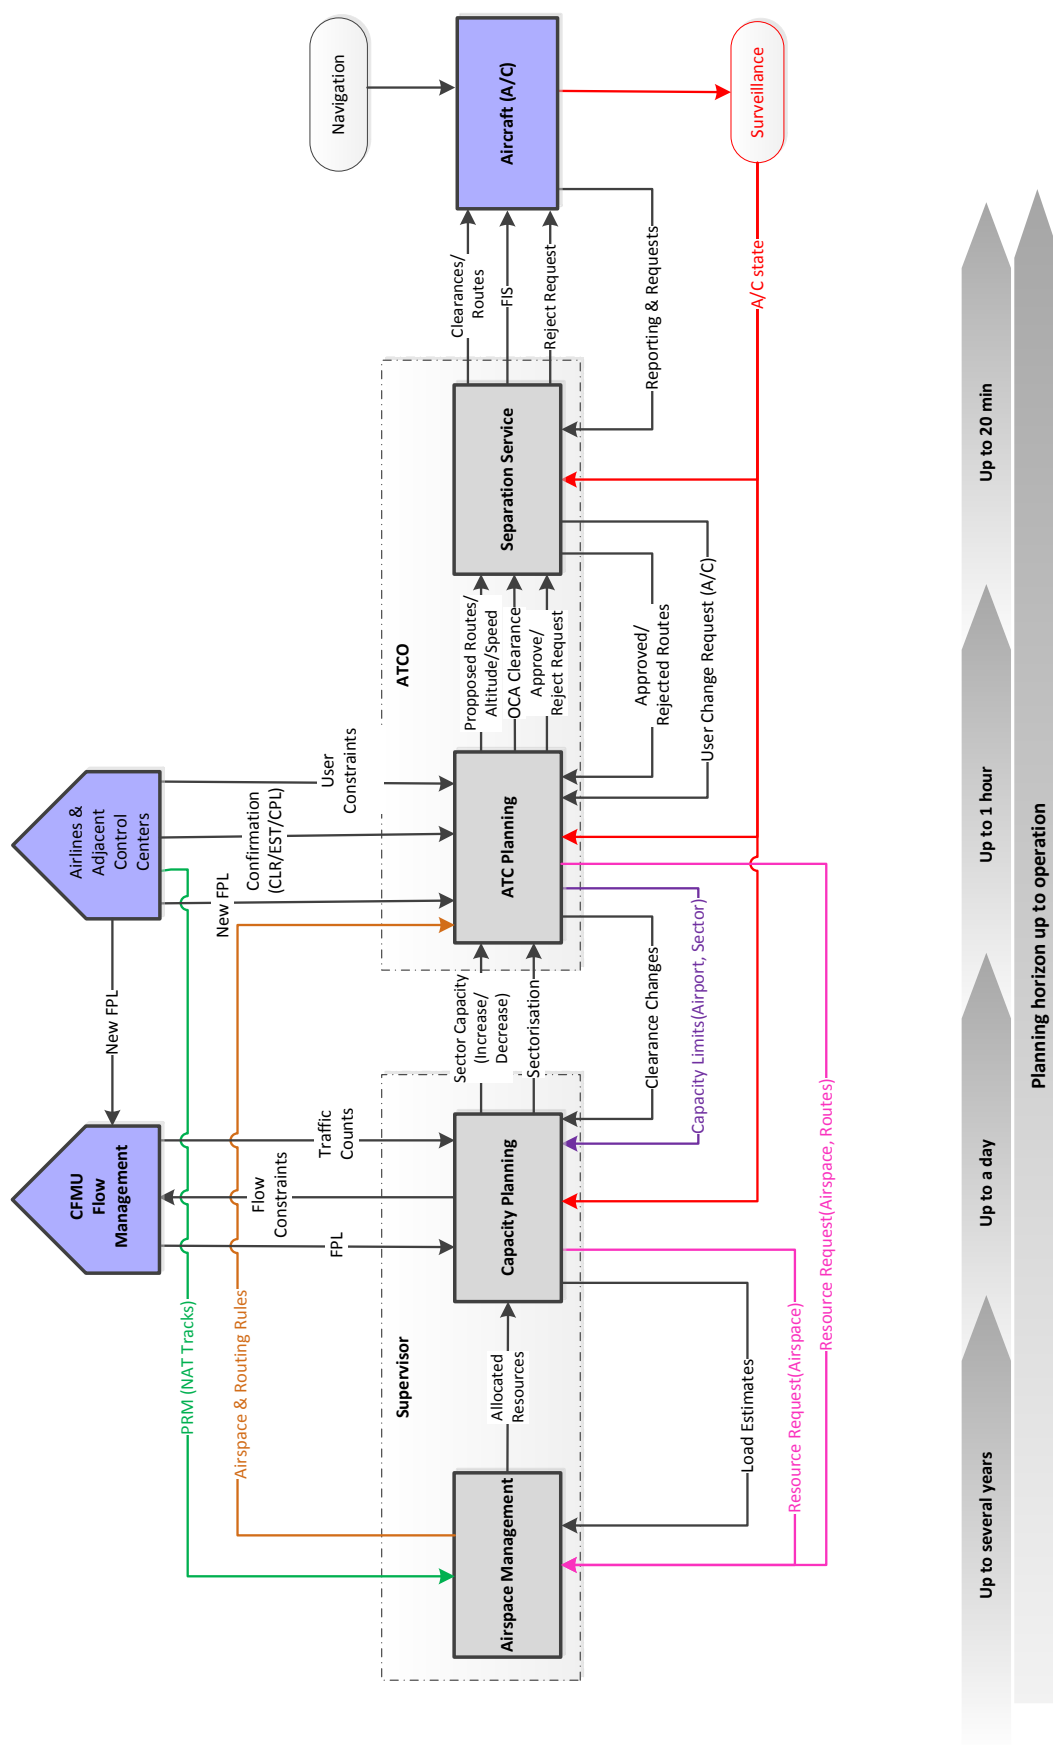 Airlines &
Adjacent
Control
Centers
CFMU
Flow
Management
New FPL
New FPL
Confirmation
(CLR/EST/CPL)
User
Constraints
FPL
Flow
Constraints
Traffic
Counts
PRM (NAT Tracks)
Airspace & Routing Rules
Supervisor
ATCO
Airspace Management
Allocated
Resources
Capacity Planning
Sector Capacity
(Increase/
Decrease)
Sectorisation
ATC Planning
Propposed Routes/
Altitude/Speed
OCA Clearance
Approve/
Reject Request
Separation Service
Clearances/
Routes
FIS
Reject Request
Aircraft (A/C)
Navigation
Surveillance
Reporting & Requests
A/C state
Approved/
Rejected Routes
User Change Request (A/C)
Clearance Changes
Capacity Limits(Airport, Sector)
Load Estimates
Resource Request(Airspace)
Resource Request(Airspace, Routes)
Up to several years
Up to a day
Up to 1 hour
Up to 20 min
Planning horizon up to operation